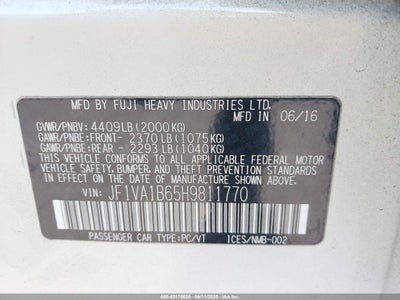 MFD. BY FUJI HEAVY INDUSTRIES LTD. 06/16
GVWR/PNBV: 4409LB(2000KG)
GAWR/PNBE:FRONT- 2370LB(1075KG)
GAWR/PNBE:REAR - 2293LB(1040KG)
THIS VEHICLE CONFORMS TO ALL APPLICABLE FEDERAL MOTOR
VEHICLE SAFETY, BUMPER, AND THEFT PREVENTION STANDARDS
IN EFFECT ON THE DATE OF MANUFACTURE SHOWN ABOVE.
VIN: JF1VA1B65H9811770
PASSENGER CAR TYPE:PC/VT ICES/NMB-002